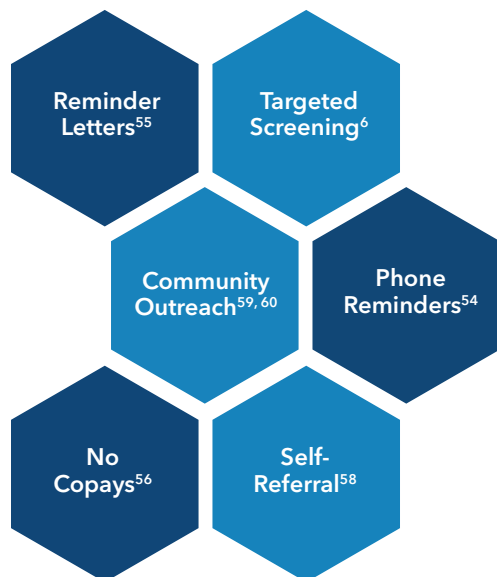 Reminder
Letters⁵⁵
Targeted
Screening⁶
Community
Outreach⁵⁹, ⁶⁰
Phone
Reminders⁵⁴
No
Copays⁵⁶
Self-
Referral⁵⁸